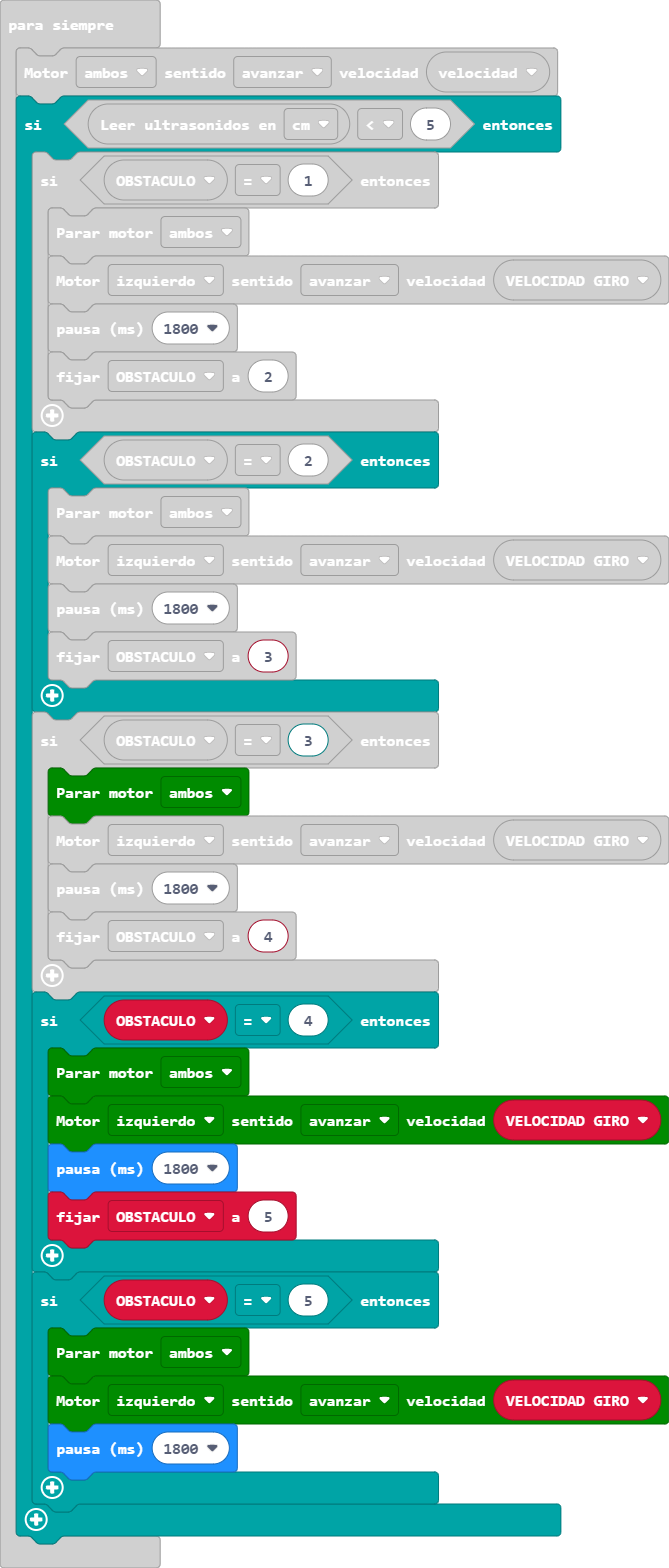 para siempre
Motor ambos sentido avanzar velocidad velocidad
si Leer ultrasonidos en cm < 5 entonces
si OBSTACULO = 1 entonces
Parar motor ambos
Motor izquierdo sentido avanzar velocidad VELOCIDAD GIRO
pausa (ms) 1800
fijar OBSTACULO a 2
si OBSTACULO = 2 entonces
Parar motor ambos
Motor izquierdo sentido avanzar velocidad VELOCIDAD GIRO
pausa (ms) 1800
fijar OBSTACULO a 3
si OBSTACULO = 3 entonces
Parar motor ambos
Motor izquierdo sentido avanzar velocidad VELOCIDAD GIRO
pausa (ms) 1800
fijar OBSTACULO a 4
si OBSTACULO = 4 entonces
Parar motor ambos
Motor izquierdo sentido avanzar velocidad VELOCIDAD GIRO
pausa (ms) 1800
fijar OBSTACULO a 5
si OBSTACULO = 5 entonces
Parar motor ambos
Motor izquierdo sentido avanzar velocidad VELOCIDAD GIRO
pausa (ms) 1800